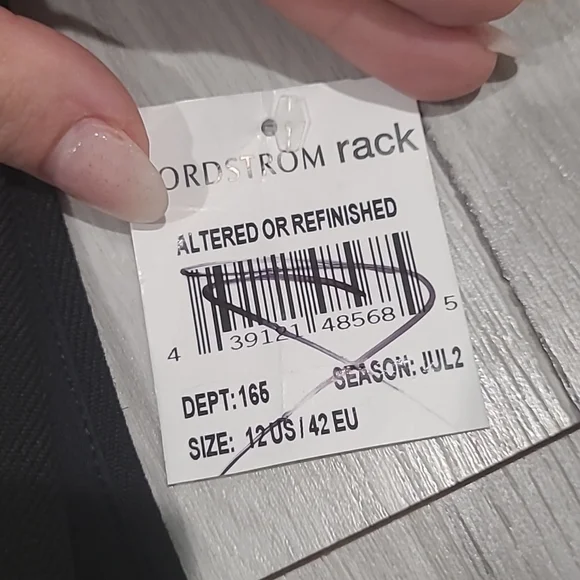 ORDSTROM rack
ALTERED OR REFINISHED
4 39121 48568 5
DEPT: 165 SEASON: JUL2
SIZE: 12 US / 42 EU